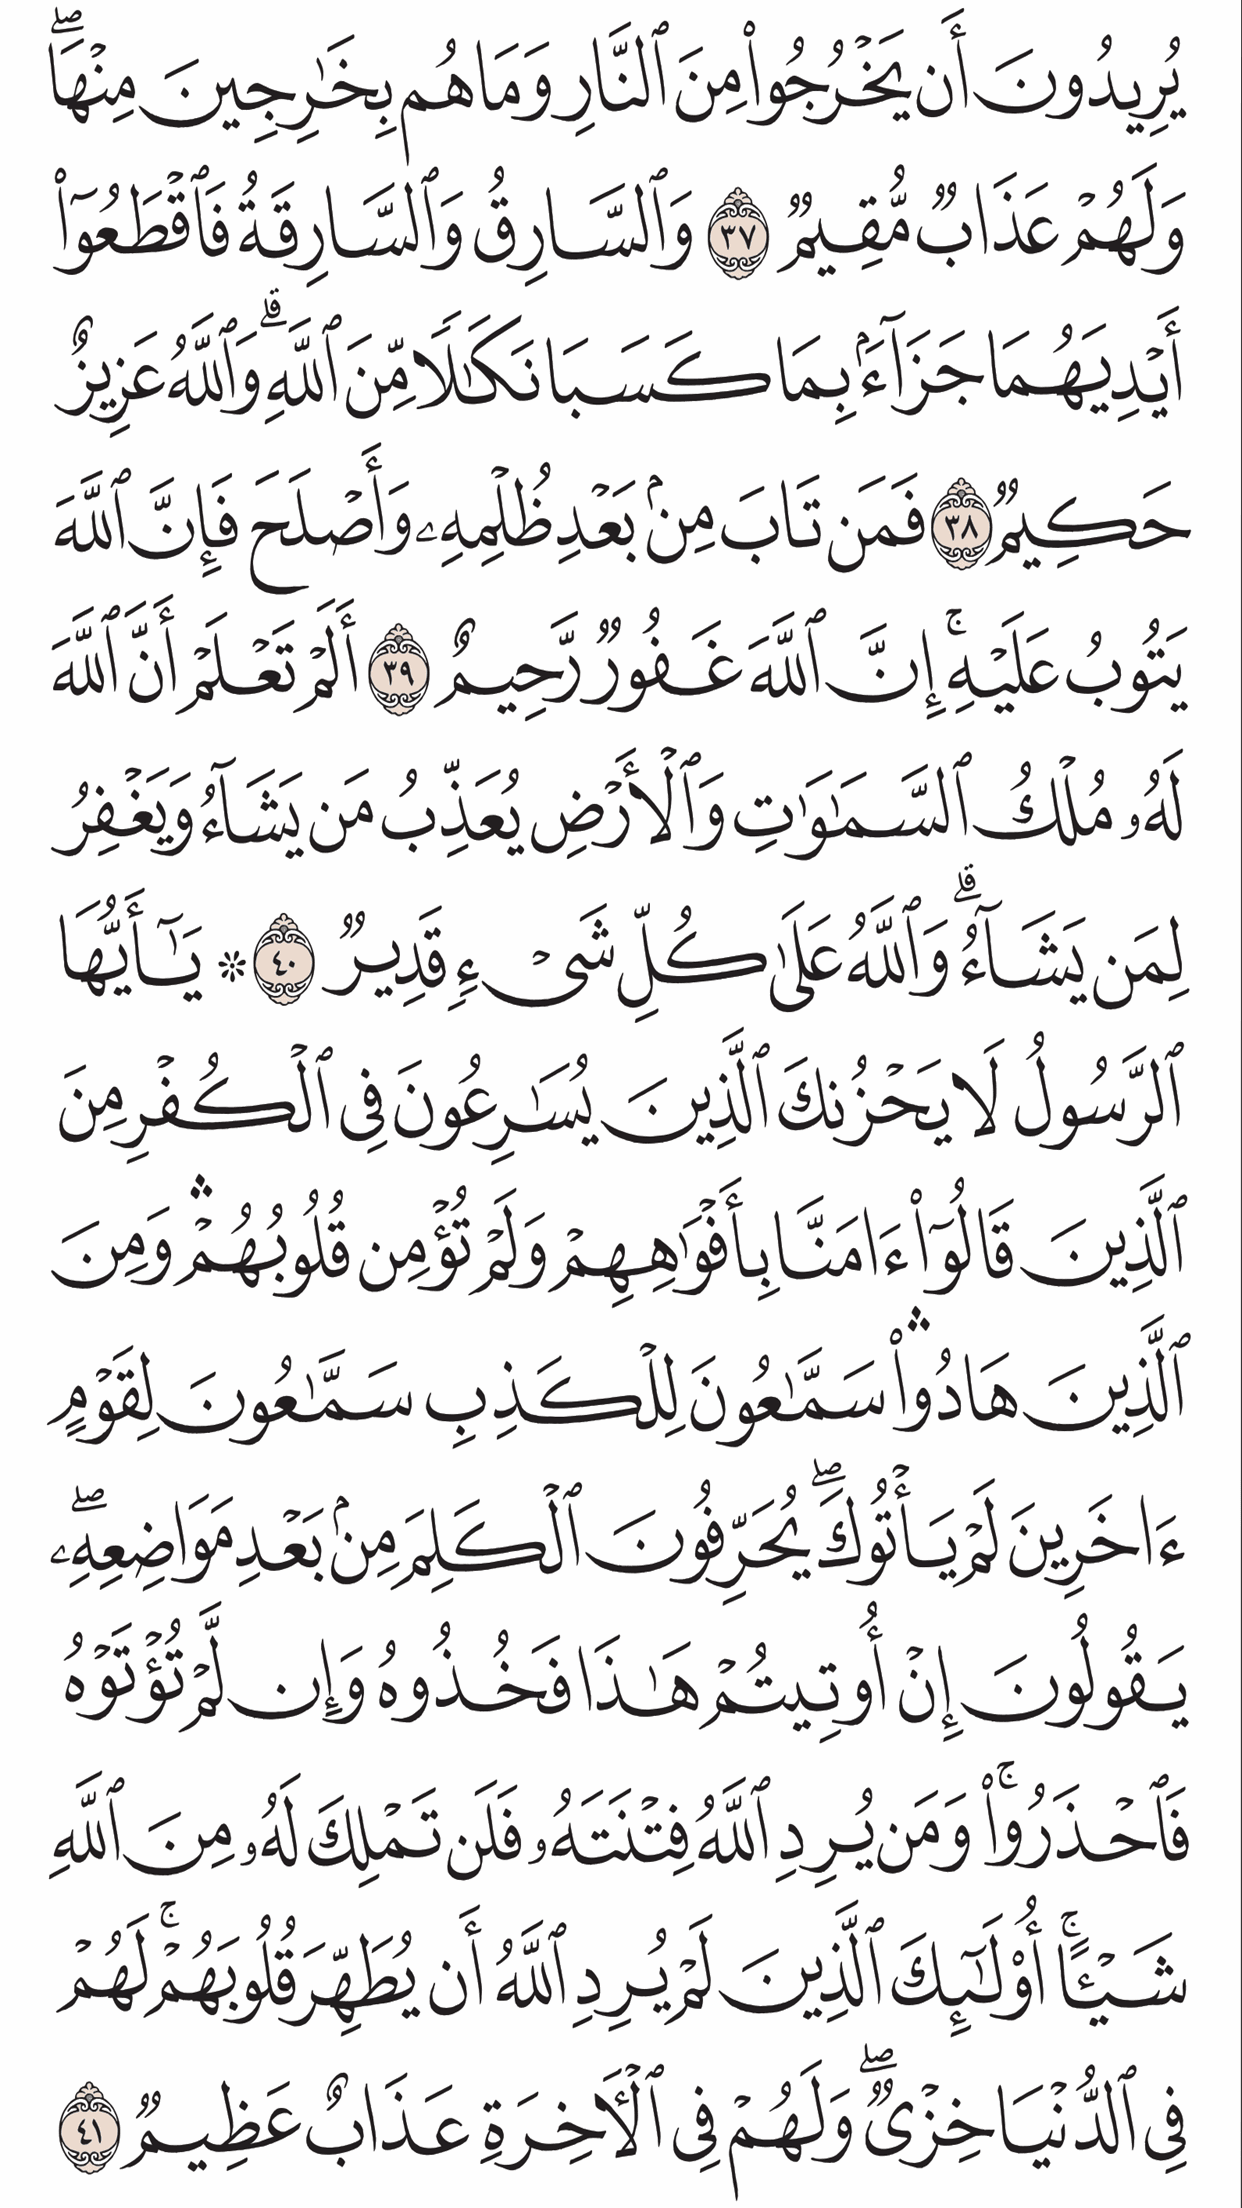 يُرِيدُونَ أَن يَخۡرُجُواْ مِنَ ٱلنَّارِ وَمَا هُم بِخَٰرِجِينَ مِنۡهَاۖ
وَلَهُمۡ عَذَابٞ مُّقِيمٞ ٣٧ وَٱلسَّارِقُ وَٱلسَّارِقَةُ فَٱقۡطَعُوٓاْ
أَيۡدِيَهُمَا جَزَآءَۢ بِمَا كَسَبَا نَكَٰلٗا مِّنَ ٱللَّهِۗ وَٱللَّهُ عَزِيزٌ
حَكِيمٞ ٣٨ فَمَن تَابَ مِنۢ بَعۡدِ ظُلۡمِهِۦ وَأَصۡلَحَ فَإِنَّ ٱللَّهَ
يَتُوبُ عَلَيۡهِۚ إِنَّ ٱللَّهَ غَفُورٞ رَّحِيمٌ ٣٩ أَلَمۡ تَعۡلَمۡ أَنَّ ٱللَّهَ
لَهُۥ مُلۡكُ ٱلسَّمَٰوَٰتِ وَٱلۡأَرۡضِ يُعَذِّبُ مَن يَشَآءُ وَيَغۡفِرُ
لِمَن يَشَآءُۗ وَٱللَّهُ عَلَىٰ كُلِّ شَيۡءٖ قَدِيرٞ ٤٠ ۞ يَٰٓأَيُّهَا
ٱلرَّسُولُ لَا يَحۡزُنكَ ٱلَّذِينَ يُسَٰرِعُونَ فِي ٱلۡكُفۡرِ مِنَ
ٱلَّذِينَ قَالُوٓاْ ءَامَنَّا بِأَفۡوَٰهِهِمۡ وَلَمۡ تُؤۡمِن قُلُوبُهُمۡۛ وَمِنَ
ٱلَّذِينَ هَادُواْۛ سَمَّٰعُونَ لِلۡكَذِبِ سَمَّٰعُونَ لِقَوۡمٍ
ءَاخَرِينَ لَمۡ يَأۡتُوكَۖ يُحَرِّفُونَ ٱلۡكَلِمَ مِنۢ بَعۡدِ مَوَاضِعِهِۦۖ
يَقُولُونَ إِنۡ أُوتِيتُمۡ هَٰذَا فَخُذُوهُ وَإِن لَّمۡ تُؤۡتَوۡهُ
فَٱحۡذَرُواْۚ وَمَن يُرِدِ ٱللَّهُ فِتۡنَتَهُۥ فَلَن تَمۡلِكَ لَهُۥ مِنَ ٱللَّهِ
شَيۡـًٔاۚ أُوْلَٰٓئِكَ ٱلَّذِينَ لَمۡ يُرِدِ ٱللَّهُ أَن يُطَهِّرَ قُلُوبَهُمۡۚ لَهُمۡ
فِي ٱلدُّنۡيَا خِزۡيٞۖ وَلَهُمۡ فِي ٱلۡأٓخِرَةِ عَذَابٌ عَظِيمٞ ٤١